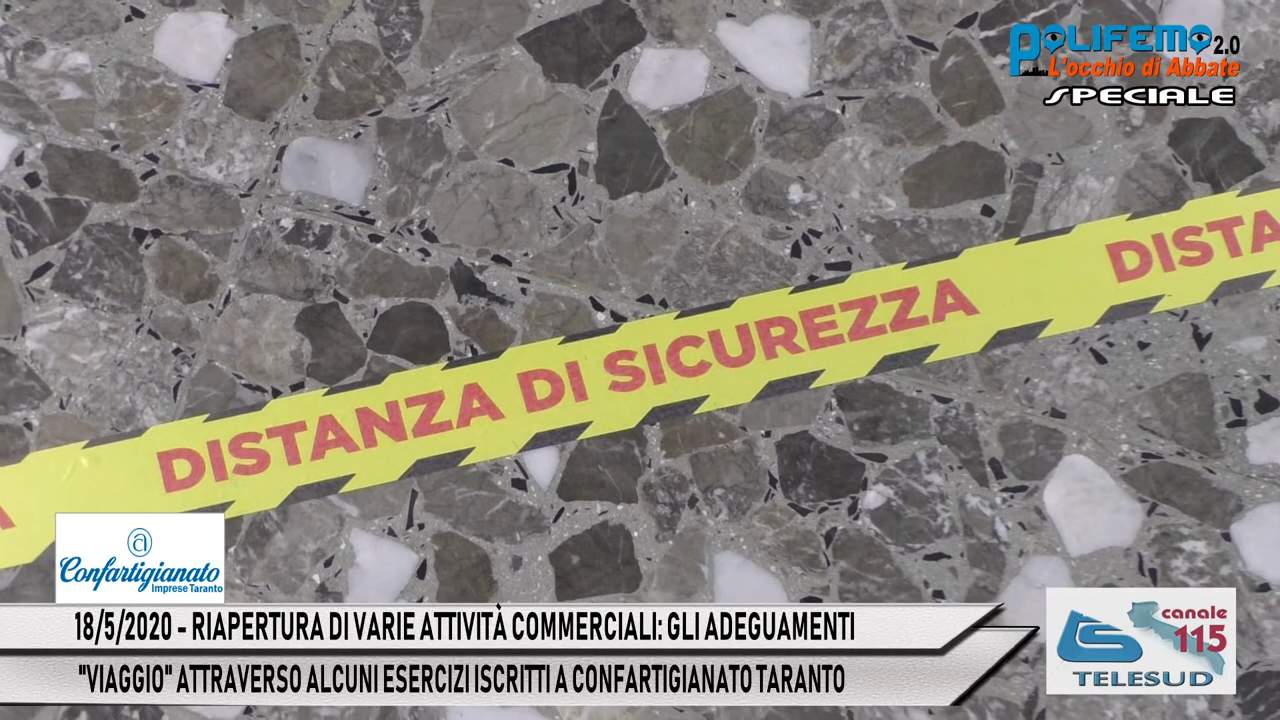 POLIFEMO 2.0
L'occhio di Abbate
SPECIALE
DISTA
DISTANZA DI SICUREZZA
A
Confartigianato
Imprese Taranto
18/5/2020 – RIAPERTURA DI VARIE ATTIVITÀ COMMERCIALI: GLI ADEGUAMENTI
"VIAGGIO" ATTRAVERSO ALCUNI ESERCIZI ISCRITTI A CONFARTIGIANATO TARANTO
canale
115
TELESUD